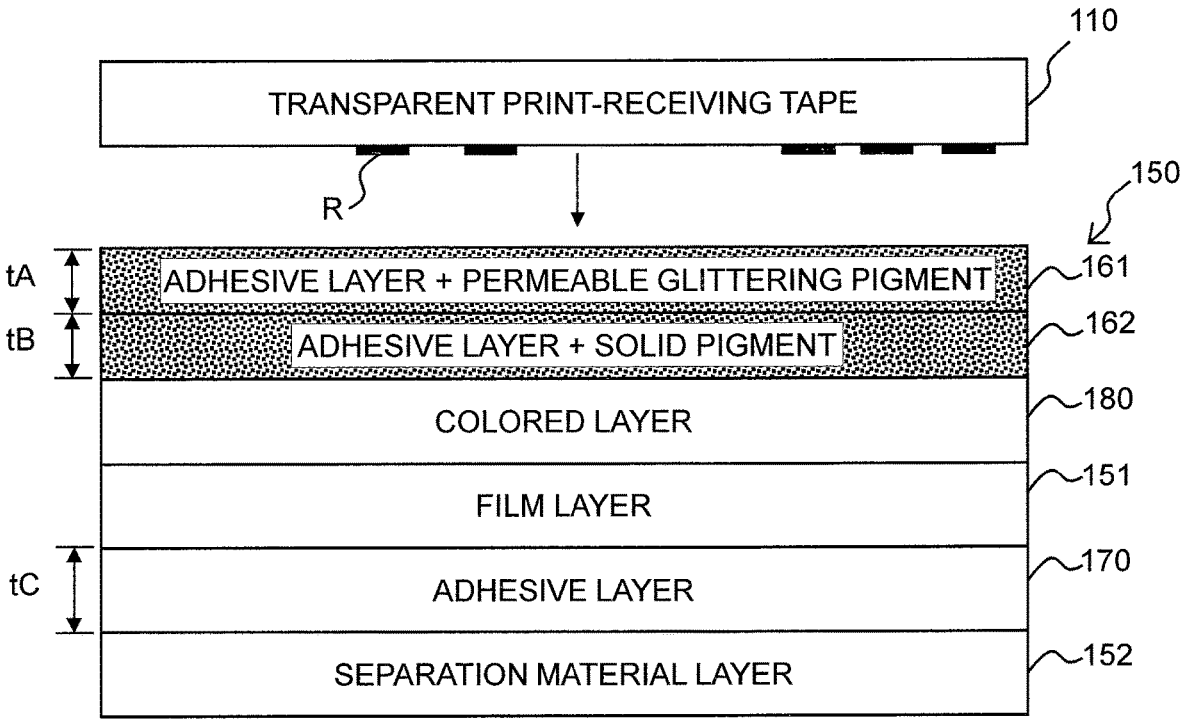 110
TRANSPARENT PRINT-RECEIVING TAPE
R
150
tA
ADHESIVE LAYER + PERMEABLE GLITTERING PIGMENT
161
tB
ADHESIVE LAYER + SOLID PIGMENT
162
COLORED LAYER
180
FILM LAYER
151
tC
ADHESIVE LAYER
170
SEPARATION MATERIAL LAYER
152